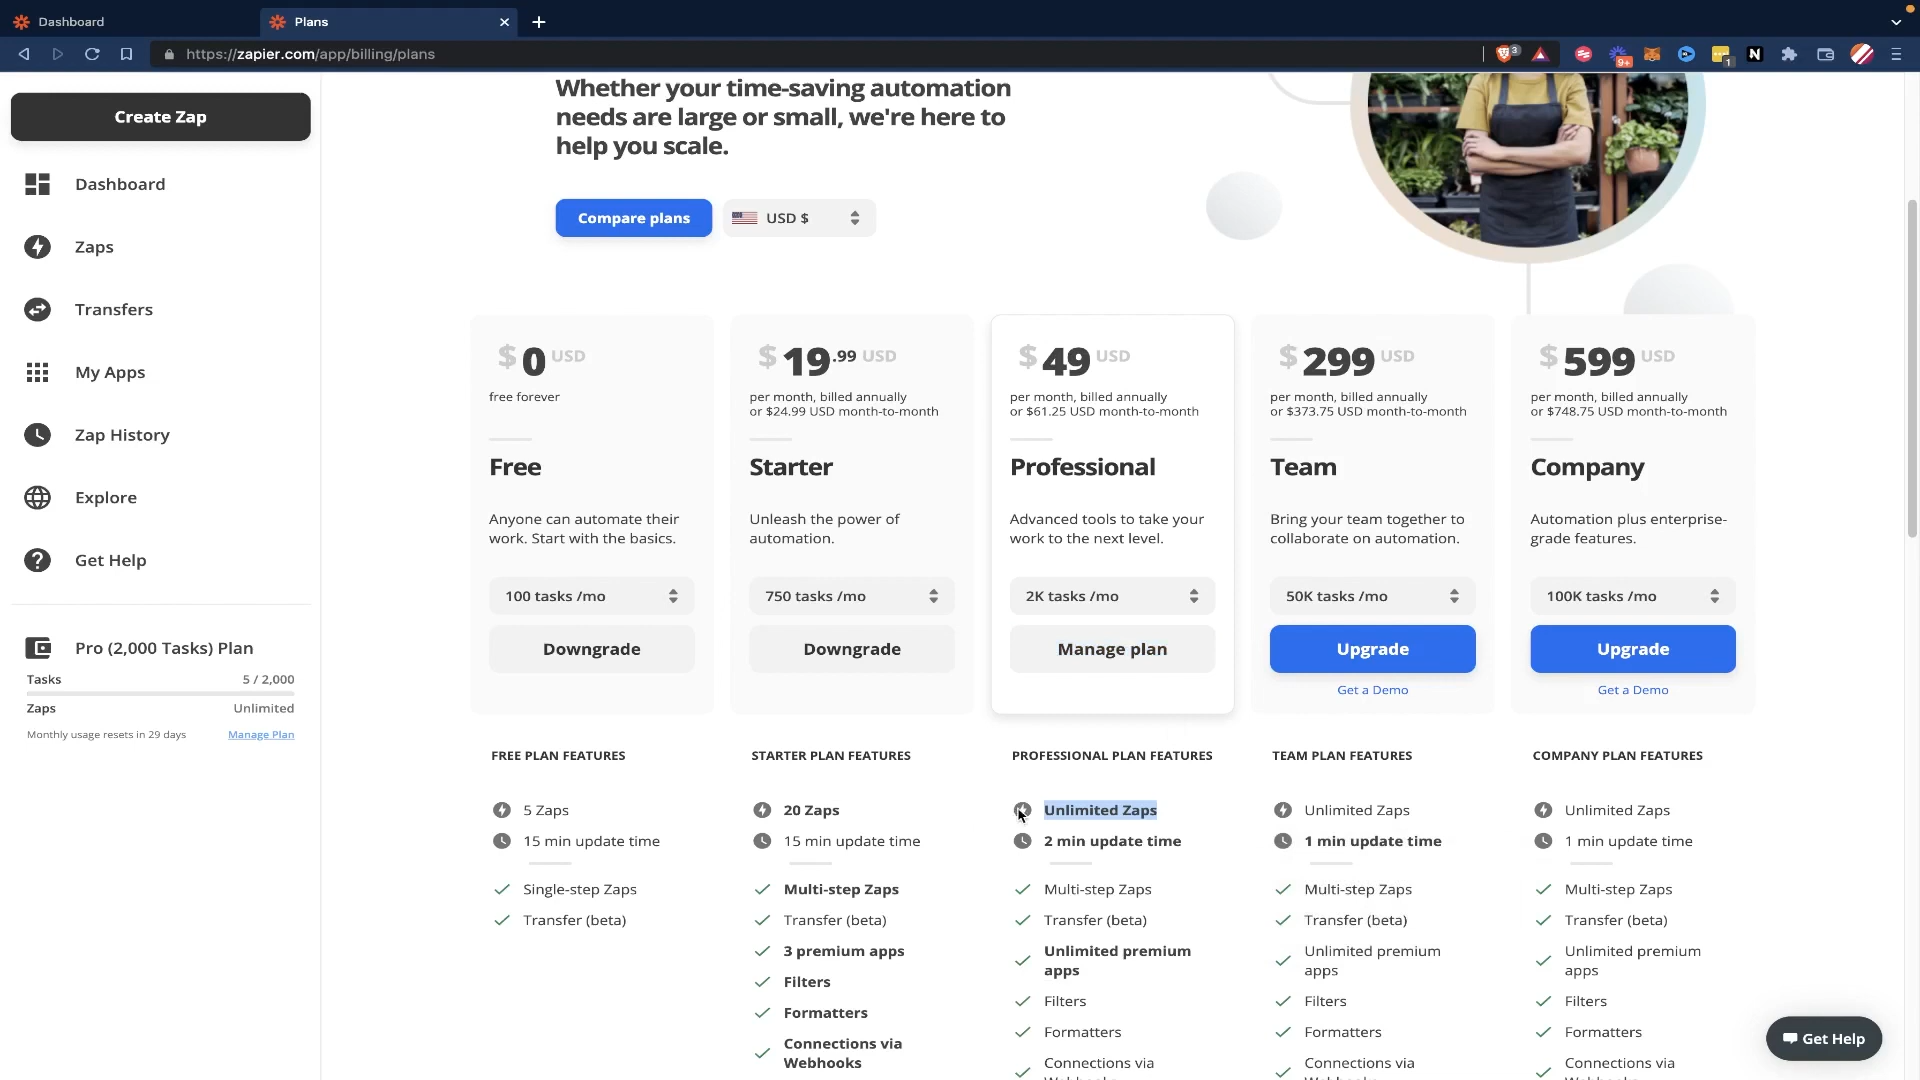 Dashboard
Plans
https://zapier.com/app/billing/plans
3
9+
1
Create Zap
Dashboard
Zaps
Transfers
My Apps
Zap History
Explore
Get Help
Pro (2,000 Tasks) Plan
Tasks 5 / 2,000
Zaps Unlimited
Monthly usage resets in 29 days Manage Plan
Whether your time-saving automation
needs are large or small, we're here to
help you scale.
Compare plans
USD $
$0 USD
free forever
Free
Anyone can automate their
work. Start with the basics.
100 tasks /mo
Downgrade
$19.99 USD
per month, billed annually
or $24.99 USD month-to-month
Starter
Unleash the power of
automation.
750 tasks /mo
Downgrade
$49 USD
per month, billed annually
or $61.25 USD month-to-month
Professional
Advanced tools to take your
work to the next level.
2K tasks /mo
Manage plan
$299 USD
per month, billed annually
or $373.75 USD month-to-month
Team
Bring your team together to
collaborate on automation.
50K tasks /mo
Upgrade
Get a Demo
$599 USD
per month, billed annually
or $748.75 USD month-to-month
Company
Automation plus enterprise-
grade features.
100K tasks /mo
Upgrade
Get a Demo
FREE PLAN FEATURES
5 Zaps
15 min update time
Single-step Zaps
Transfer (beta)
STARTER PLAN FEATURES
20 Zaps
15 min update time
Multi-step Zaps
Transfer (beta)
3 premium apps
Filters
Formatters
Connections via
Webhooks
PROFESSIONAL PLAN FEATURES
Unlimited Zaps
2 min update time
Multi-step Zaps
Transfer (beta)
Unlimited premium
apps
Filters
Formatters
Connections via
Webhooks
TEAM PLAN FEATURES
Unlimited Zaps
1 min update time
Multi-step Zaps
Transfer (beta)
Unlimited premium
apps
Filters
Formatters
Connections via
Webhooks
COMPANY PLAN FEATURES
Unlimited Zaps
1 min update time
Multi-step Zaps
Transfer (beta)
Unlimited premium
apps
Filters
Formatters
Connections via
Webhooks
Get Help